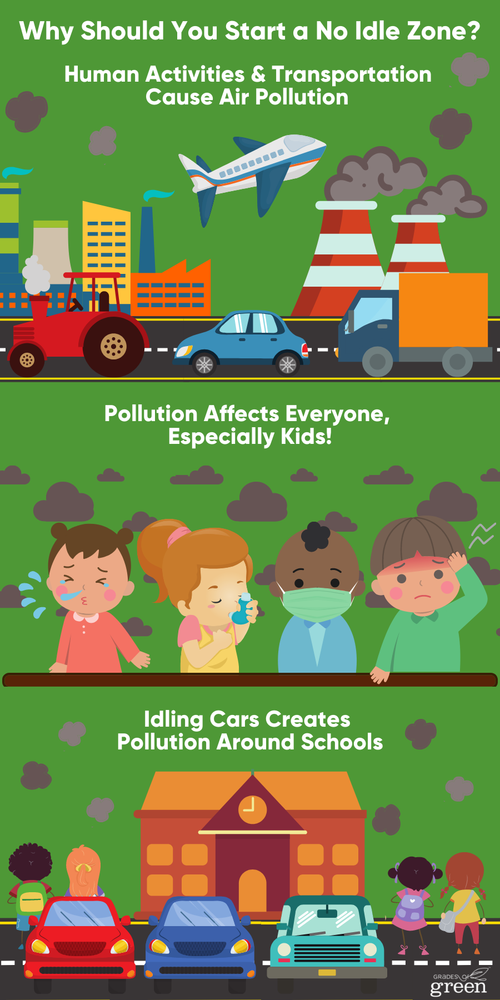 Why Should You Start a No Idle Zone?
Human Activities & Transportation
Cause Air Pollution
Pollution Affects Everyone,
Especially Kids!
Idling Cars Creates
Pollution Around Schools
GRADES of
green